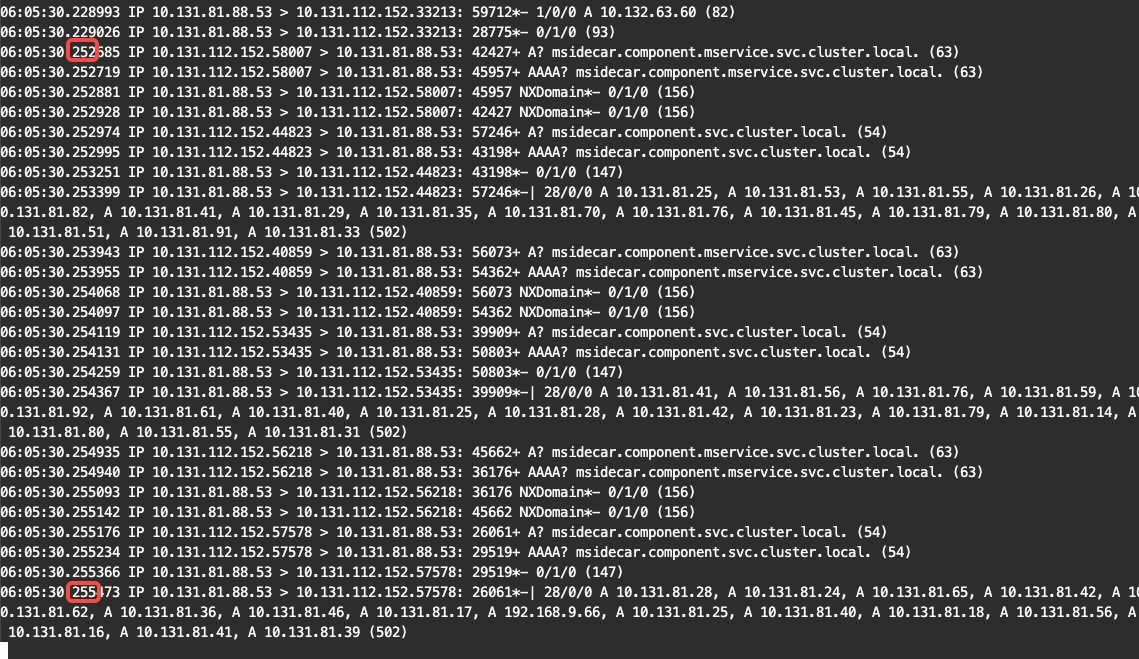 06:05:30.228993 IP 10.131.81.88.53 > 10.131.112.152.33213: 59712*- 1/0/0 A 10.132.63.60 (82)
06:05:30.229026 IP 10.131.81.88.53 > 10.131.112.152.33213: 28775*- 0/1/0 (93)
06:05:30.252685 IP 10.131.112.152.58007 > 10.131.81.88.53: 42427+ A? msidecar.component.mservice.svc.cluster.local. (63)
06:05:30.252719 IP 10.131.112.152.58007 > 10.131.81.88.53: 45957+ AAAA? msidecar.component.mservice.svc.cluster.local. (63)
06:05:30.252881 IP 10.131.81.88.53 > 10.131.112.152.58007: 45957 NXDomain*- 0/1/0 (156)
06:05:30.252928 IP 10.131.81.88.53 > 10.131.112.152.58007: 42427 NXDomain*- 0/1/0 (156)
06:05:30.252974 IP 10.131.112.152.44823 > 10.131.81.88.53: 57246+ A? msidecar.component.svc.cluster.local. (54)
06:05:30.252995 IP 10.131.112.152.44823 > 10.131.81.88.53: 43198+ AAAA? msidecar.component.svc.cluster.local. (54)
06:05:30.253251 IP 10.131.81.88.53 > 10.131.112.152.44823: 43198*- 0/1/0 (147)
06:05:30.253399 IP 10.131.81.88.53 > 10.131.112.152.44823: 57246*-| 28/0/0 A 10.131.81.25, A 10.131.81.53, A 10.131.81.55, A 10.131.81.26, A 10
0.131.81.82, A 10.131.81.41, A 10.131.81.29, A 10.131.81.35, A 10.131.81.70, A 10.131.81.76, A 10.131.81.45, A 10.131.81.79, A 10.131.81.80, A
10.131.81.51, A 10.131.81.91, A 10.131.81.33 (502)
06:05:30.253943 IP 10.131.112.152.40859 > 10.131.81.88.53: 56073+ A? msidecar.component.mservice.svc.cluster.local. (63)
06:05:30.253955 IP 10.131.112.152.40859 > 10.131.81.88.53: 54362+ AAAA? msidecar.component.mservice.svc.cluster.local. (63)
06:05:30.254068 IP 10.131.81.88.53 > 10.131.112.152.40859: 56073 NXDomain*- 0/1/0 (156)
06:05:30.254097 IP 10.131.81.88.53 > 10.131.112.152.40859: 54362 NXDomain*- 0/1/0 (156)
06:05:30.254119 IP 10.131.112.152.53435 > 10.131.81.88.53: 39909+ A? msidecar.component.svc.cluster.local. (54)
06:05:30.254131 IP 10.131.112.152.53435 > 10.131.81.88.53: 50803+ AAAA? msidecar.component.svc.cluster.local. (54)
06:05:30.254259 IP 10.131.81.88.53 > 10.131.112.152.53435: 50803*- 0/1/0 (147)
06:05:30.254367 IP 10.131.81.88.53 > 10.131.112.152.53435: 39909*-| 28/0/0 A 10.131.81.41, A 10.131.81.56, A 10.131.81.76, A 10.131.81.59, A 10
0.131.81.92, A 10.131.81.61, A 10.131.81.40, A 10.131.81.25, A 10.131.81.28, A 10.131.81.42, A 10.131.81.23, A 10.131.81.79, A 10.131.81.14, A
10.131.81.80, A 10.131.81.55, A 10.131.81.31 (502)
06:05:30.254935 IP 10.131.112.152.56218 > 10.131.81.88.53: 45662+ A? msidecar.component.mservice.svc.cluster.local. (63)
06:05:30.254940 IP 10.131.112.152.56218 > 10.131.81.88.53: 36176+ AAAA? msidecar.component.mservice.svc.cluster.local. (63)
06:05:30.255093 IP 10.131.81.88.53 > 10.131.112.152.56218: 36176 NXDomain*- 0/1/0 (156)
06:05:30.255142 IP 10.131.81.88.53 > 10.131.112.152.56218: 45662 NXDomain*- 0/1/0 (156)
06:05:30.255176 IP 10.131.112.152.57578 > 10.131.81.88.53: 26061+ A? msidecar.component.svc.cluster.local. (54)
06:05:30.255234 IP 10.131.112.152.57578 > 10.131.81.88.53: 29519+ AAAA? msidecar.component.svc.cluster.local. (54)
06:05:30.255366 IP 10.131.81.88.53 > 10.131.112.152.57578: 29519*- 0/1/0 (147)
06:05:30.255473 IP 10.131.81.88.53 > 10.131.112.152.57578: 26061*-| 28/0/0 A 10.131.81.28, A 10.131.81.24, A 10.131.81.65, A 10.131.81.42, A 10
0.131.81.62, A 10.131.81.36, A 10.131.81.46, A 10.131.81.17, A 192.168.9.66, A 10.131.81.25, A 10.131.81.40, A 10.131.81.18, A 10.131.81.56, A
10.131.81.16, A 10.131.81.41, A 10.131.81.39 (502)